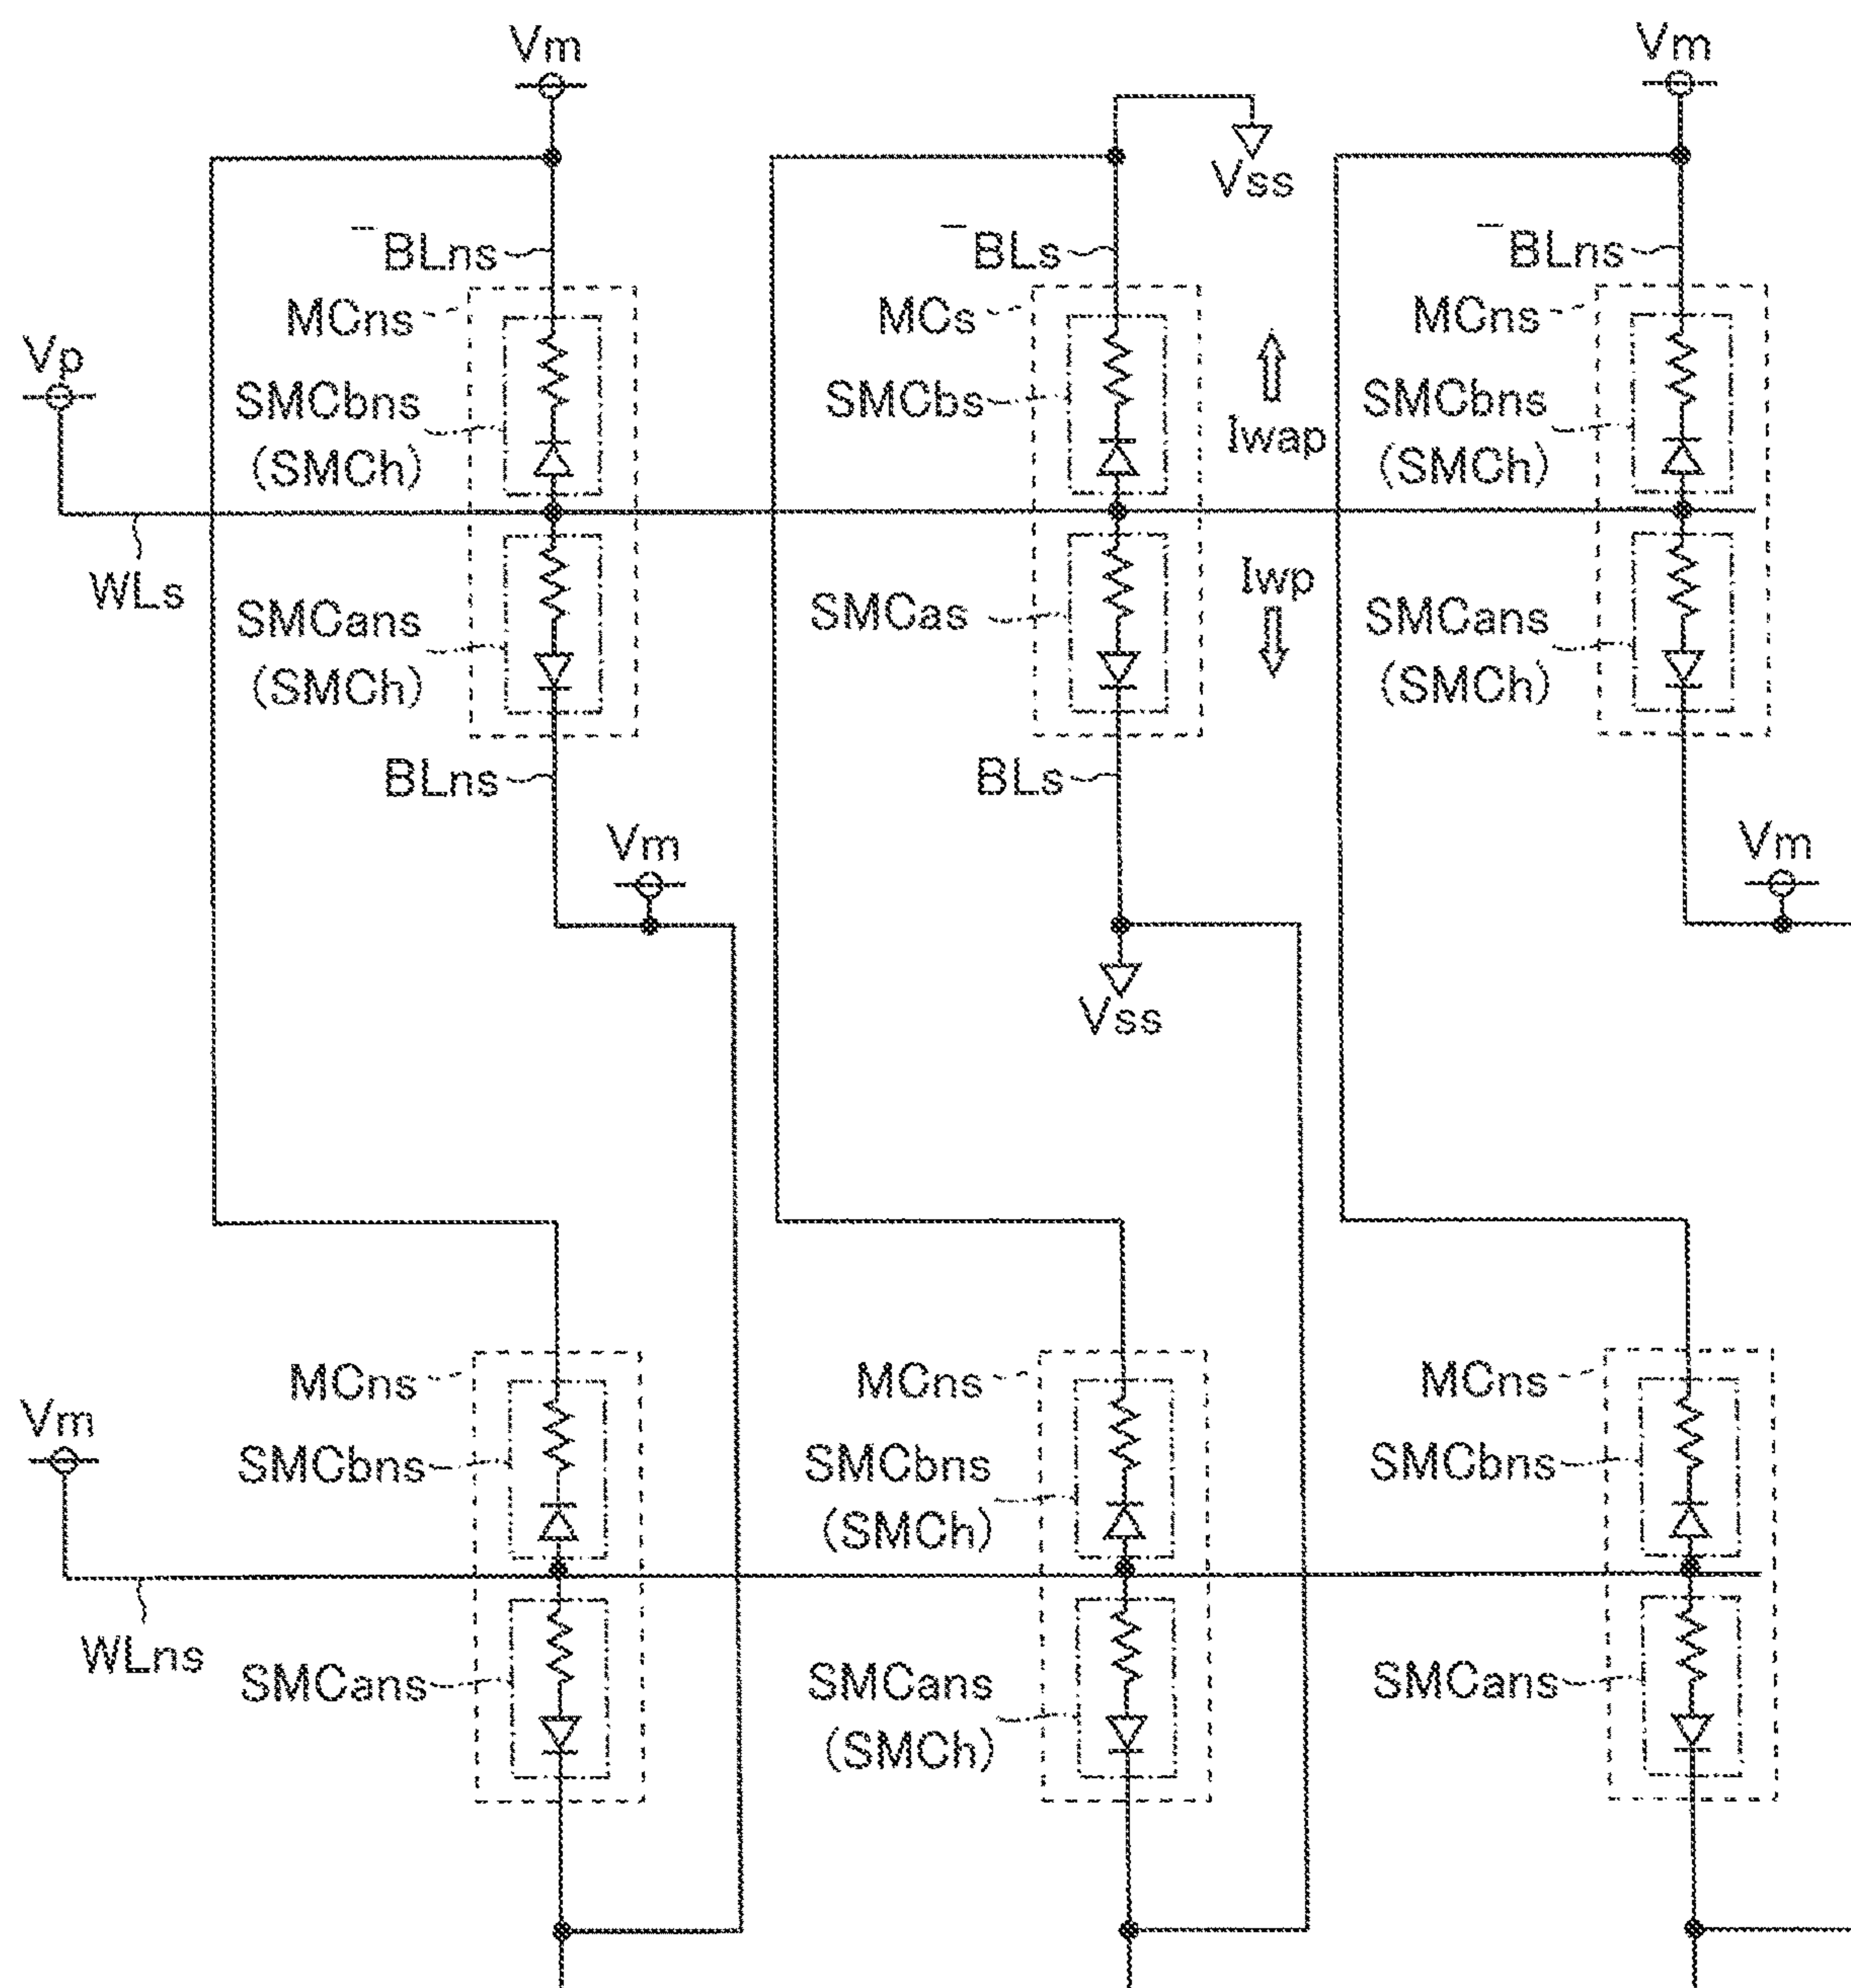 Vm
Vm
Vss
¯BLns
¯BLs
¯BLns
MCns
MCs
MCns
Vp
SMCbns
(SMCh)
SMCbs
Iwap
SMCbns
(SMCh)
WLs
SMCans
(SMCh)
SMCas
Iwp
SMCans
(SMCh)
BLns
BLs
Vm
Vm
Vss
MCns
MCns
MCns
Vm
SMCbns
SMCbns
(SMCh)
SMCbns
WLns
SMCans
SMCans
(SMCh)
SMCans